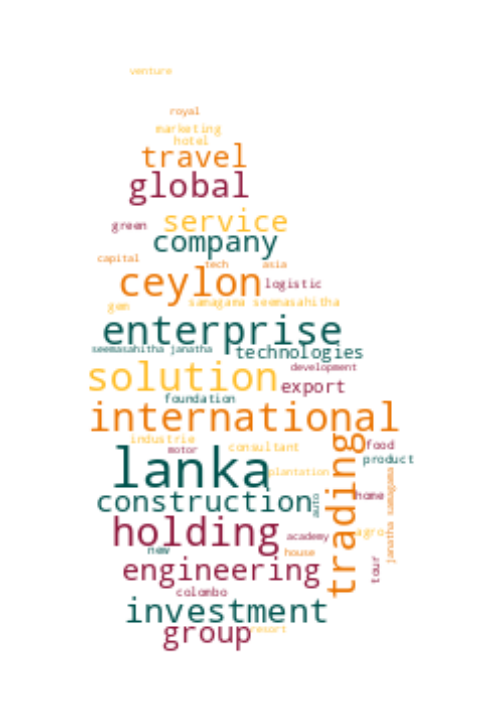 venture
royal
marketing
hotel
travel
global
service
green
company
capital
tech
asia
ceylon
logistic
samagama seemasahitha
gem
enterprise
seemasahitha janatha
technologies
development
solution
export
foundation
international
industrie
motor
consultant
food
product
lanka
plantation
trading
janatha samagama
home
construction
auto
holding
agro
academy
new
house
engineering
tour
colombo
investment
group
resort